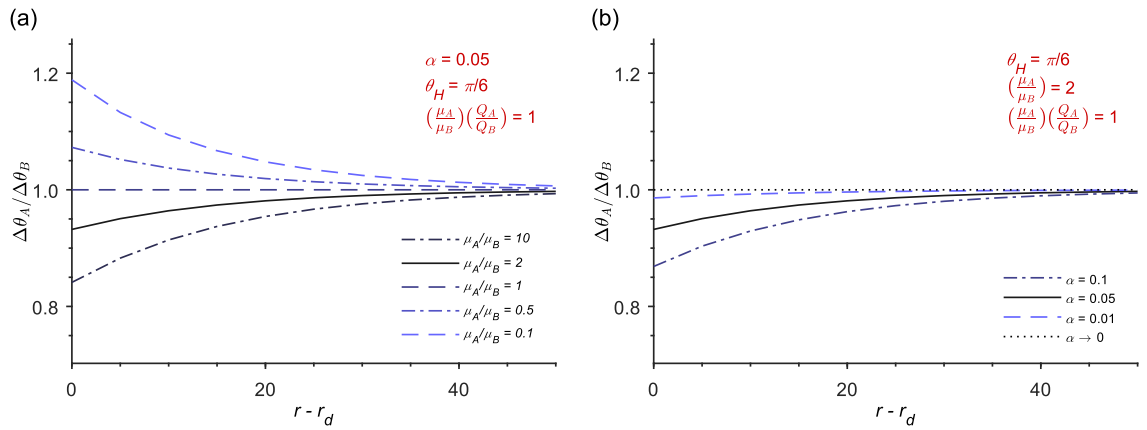 (a)
1.2
1.0
0.8
Δθ_A/Δθ_B
α = 0.05
θ_H = π/6
(μ_A/μ_B)(Q_A/Q_B) = 1
μ_A/μ_B = 10
μ_A/μ_B = 2
μ_A/μ_B = 1
μ_A/μ_B = 0.5
μ_A/μ_B = 0.1
0 20 40
r - r_d
(b)
1.2
1.0
0.8
Δθ_A/Δθ_B
θ_H = π/6
(μ_A/μ_B) = 2
(μ_A/μ_B)(Q_A/Q_B) = 1
α = 0.1
α = 0.05
α = 0.01
α → 0
0 20 40
r - r_d